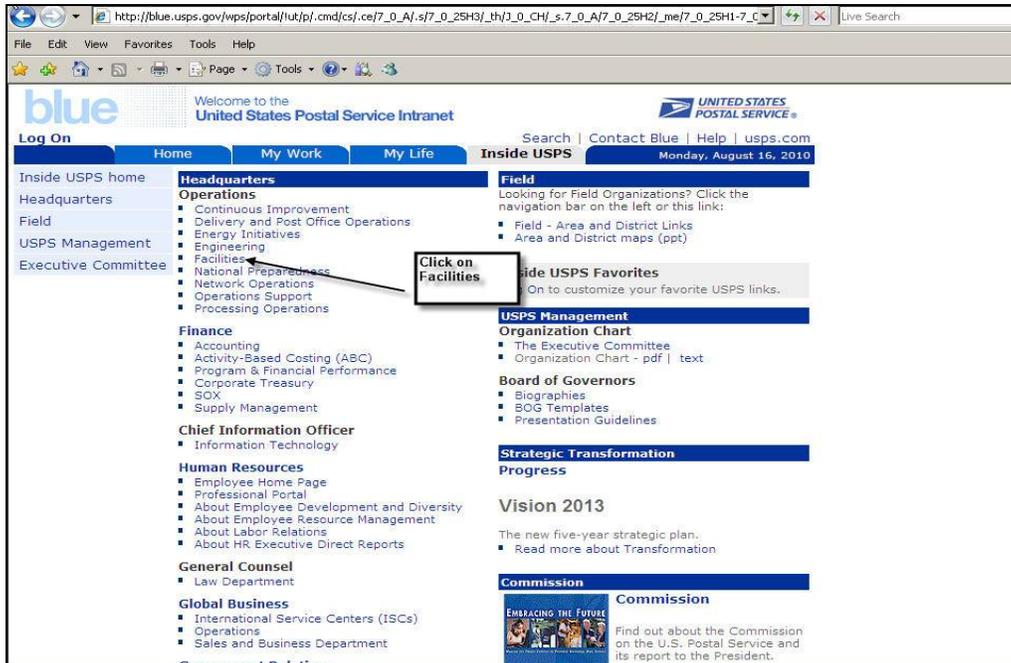 http://blue.usps.gov/wps/portal/!ut/p/.cmd/cs/.ce/7_0_A/.s/7_0_25H3/_th/J_0_CH/_s.7_0_A/7_0_25H2/_me/7_0_25H1-7_0
Live Search
File Edit View Favorites Tools Help
Page Tools
blue
Welcome to the
United States Postal Service Intranet
UNITED STATES
POSTAL SERVICE®
Log On
Search | Contact Blue | Help | usps.com
Home My Work My Life Inside USPS Monday, August 16, 2010
Inside USPS home
Headquarters
Field
USPS Management
Executive Committee
Headquarters
Operations
Continuous Improvement
Delivery and Post Office Operations
Energy Initiatives
Engineering
Facilities
National Preparedness
Network Operations
Operations Support
Processing Operations
Click on
Facilities
Finance
Accounting
Activity-Based Costing (ABC)
Program & Financial Performance
Corporate Treasury
SOX
Supply Management
Chief Information Officer
Information Technology
Human Resources
Employee Home Page
Professional Portal
About Employee Development and Diversity
About Employee Resource Management
About Labor Relations
About HR Executive Direct Reports
General Counsel
Law Department
Global Business
International Service Centers (ISCs)
Operations
Sales and Business Department
Field
Looking for Field Organizations? Click the
navigation bar on the left or this link:
Field - Area and District Links
Area and District maps (ppt)
side USPS Favorites
On to customize your favorite USPS links.
USPS Management
Organization Chart
The Executive Committee
Organization Chart - pdf | text
Board of Governors
Biographies
BOG Templates
Presentation Guidelines
Strategic Transformation
Progress
Vision 2013
The new five-year strategic plan.
Read more about Transformation
Commission
EMBRACING THE FUTURE
Commission
Find out about the Commission
on the U.S. Postal Service and
its report to the President.